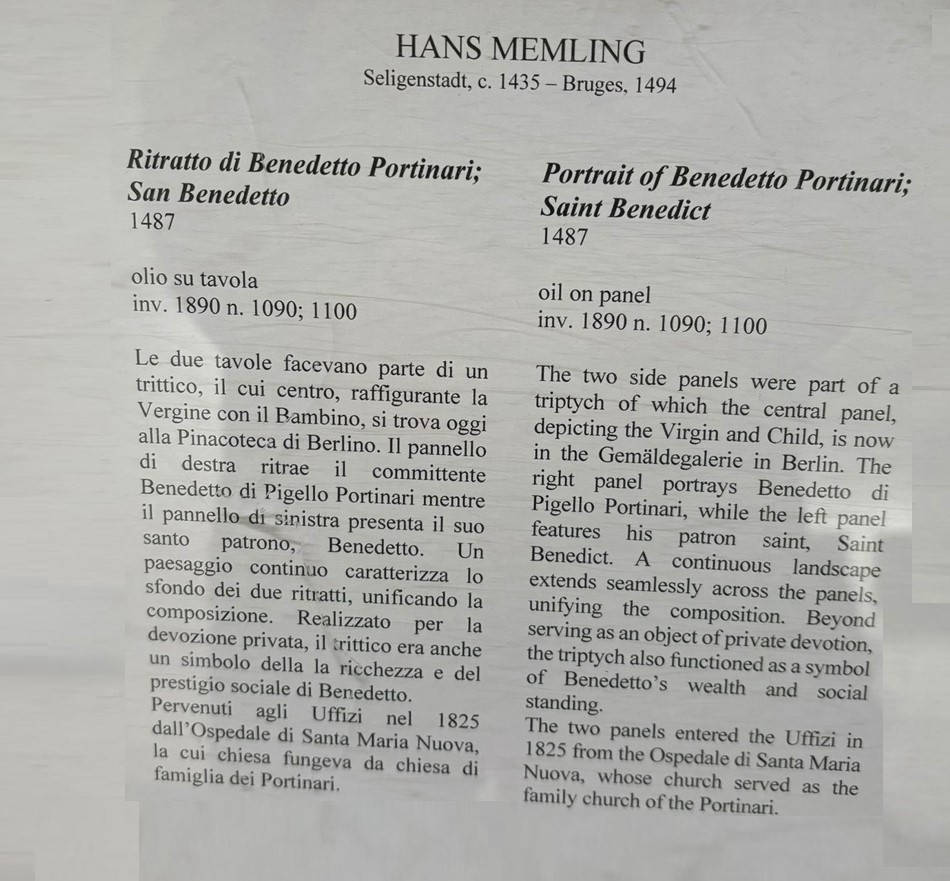 HANS MEMLING
Seligenstadt, c. 1435 – Bruges, 1494
Ritratto di Benedetto Portinari;
San Benedetto
1487
olio su tavola
inv. 1890 n. 1090; 1100
Le due tavole facevano parte di un
trittico, il cui centro, raffigurante la
Vergine con il Bambino, si trova oggi
alla Pinacoteca di Berlino. Il pannello
di destra ritrae il committente
Benedetto di Pigello Portinari mentre
il pannello di sinistra presenta il suo
santo patrono, Benedetto. Un
paesaggio continuo caratterizza lo
sfondo dei due ritratti, unificando la
composizione. Realizzato per la
devozione privata, il trittico era anche
un simbolo della la ricchezza e del
prestigio sociale di Benedetto.
Pervenuti agli Uffizi nel 1825
dall'Ospedale di Santa Maria Nuova,
la cui chiesa fungeva da chiesa di
famiglia dei Portinari.
Portrait of Benedetto Portinari;
Saint Benedict
1487
oil on panel
inv. 1890 n. 1090; 1100
The two side panels were part of a
triptych of which the central panel,
depicting the Virgin and Child, is now
in the Gemäldegalerie in Berlin. The
right panel portrays Benedetto di
Pigello Portinari, while the left panel
features his patron saint, Saint
Benedict. A continuous landscape
extends seamlessly across the panels,
unifying the composition. Beyond
serving as an object of private devotion,
the triptych also functioned as a symbol
of Benedetto's wealth and social
standing.
The two panels entered the Uffizi in
1825 from the Ospedale di Santa Maria
Nuova, whose church served as the
family church of the Portinari.